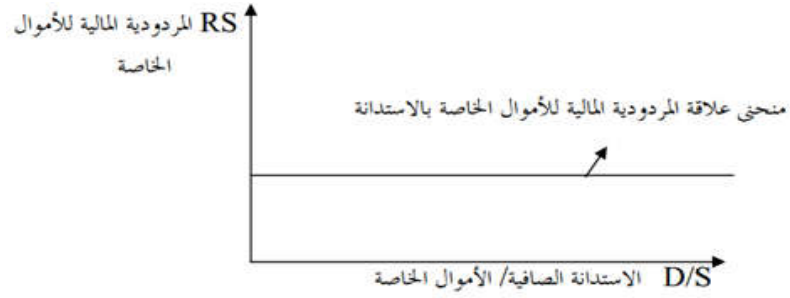 RS المردودية المالية للأموال
الخاصة
منحنى علاقة المردودية المالية للأموال الخاصة بالاستدانة
D/S الاستدانة الصافية/ الأموال الخاصة